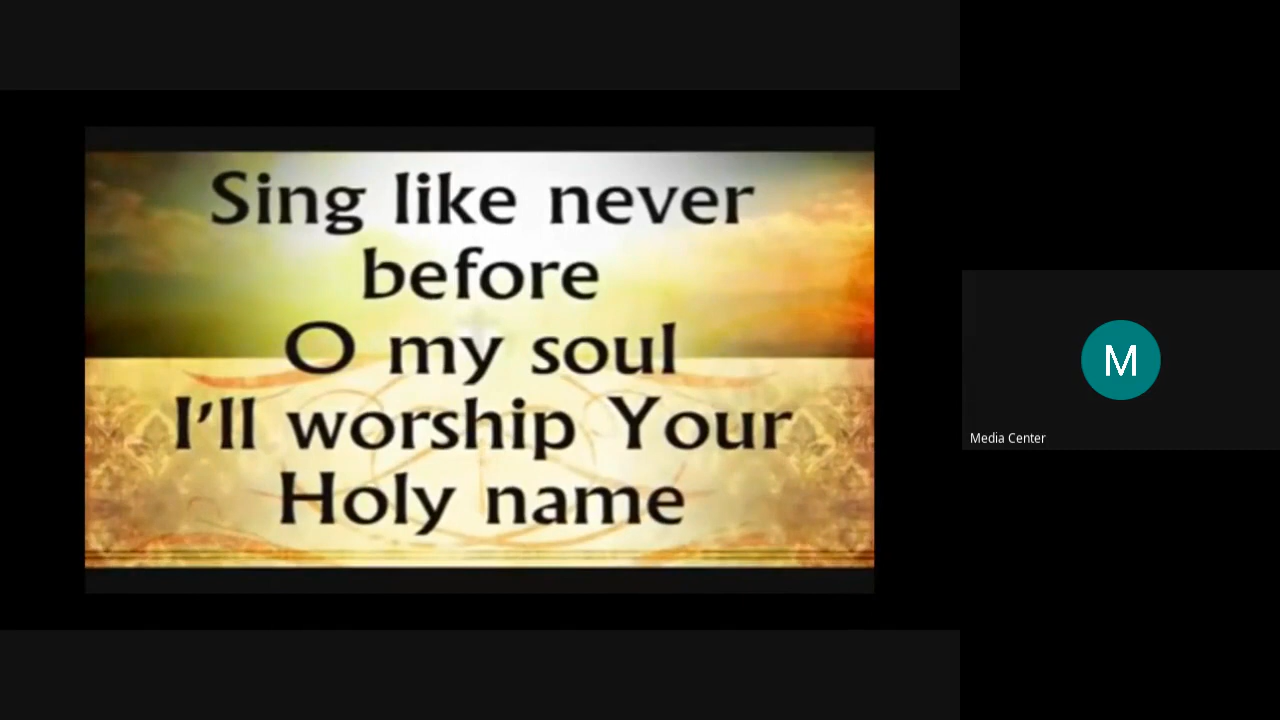 Sing like never
before
O my soul
I'll worship Your
Holy name
M
Media Center